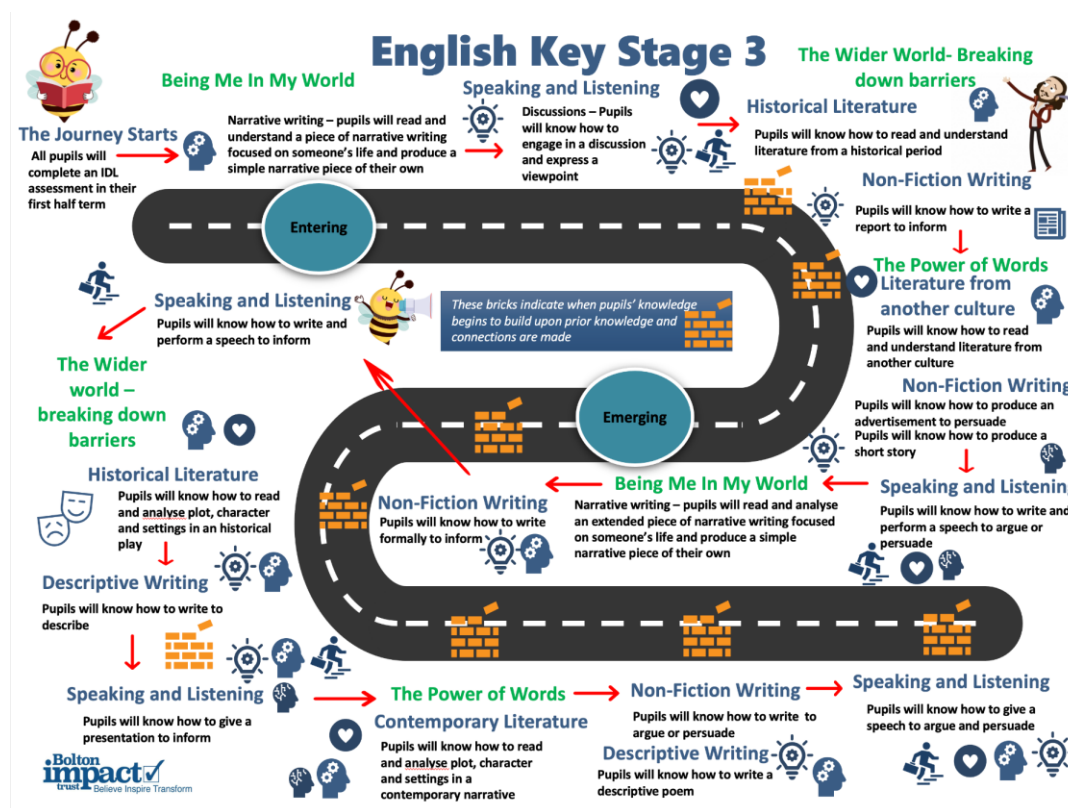 English Key Stage 3
Being Me In My World
The Journey Starts
All pupils will
complete an IDL
assessment in their
first half term
Narrative writing – pupils will read and
understand a piece of narrative writing
focused on someone's life and produce a
simple narrative piece of their own
Speaking and Listening
Discussions – Pupils
will know how to
engage in a discussion
and express a
viewpoint
The Wider World- Breaking
down barriers
Historical Literature
Pupils will know how to read and understand
literature from a historical period
Non-Fiction Writing
Pupils will know how to write a
report to inform
The Power of Words
Literature from
another culture
Pupils will know how to read
and understand literature from
another culture
Non-Fiction Writing
Pupils will know how to produce an
advertisement to persuade
Pupils will know how to produce a
short story
Speaking and Listening
Pupils will know how to write and
perform a speech to argue or
persuade
Entering
These bricks indicate when pupils' knowledge
begins to build upon prior knowledge and
connections are made
Emerging
Being Me In My World
Narrative writing – pupils will read and analyse
an extended piece of narrative writing focused
on someone's life and produce a simple
narrative piece of their own
Non-Fiction Writing
Pupils will know how to write
formally to inform
Speaking and Listening
Pupils will know how to write and
perform a speech to inform
The Wider
world –
breaking down
barriers
Historical Literature
Pupils will know how to read
and analyse plot, character
and settings in an historical
play
Descriptive Writing
Pupils will know how to write to
describe
Speaking and Listening
Pupils will know how to give a
presentation to inform
The Power of Words
Contemporary Literature
Pupils will know how to read
and analyse plot, character
and settings in a
contemporary narrative
Non-Fiction Writing
Pupils will know how to write to
argue or persuade
Descriptive Writing
Pupils will know how to write a
descriptive poem
Speaking and Listening
Pupils will know how to give a
speech to argue and persuade
Bolton
impact
trust
Believe Inspire Transform